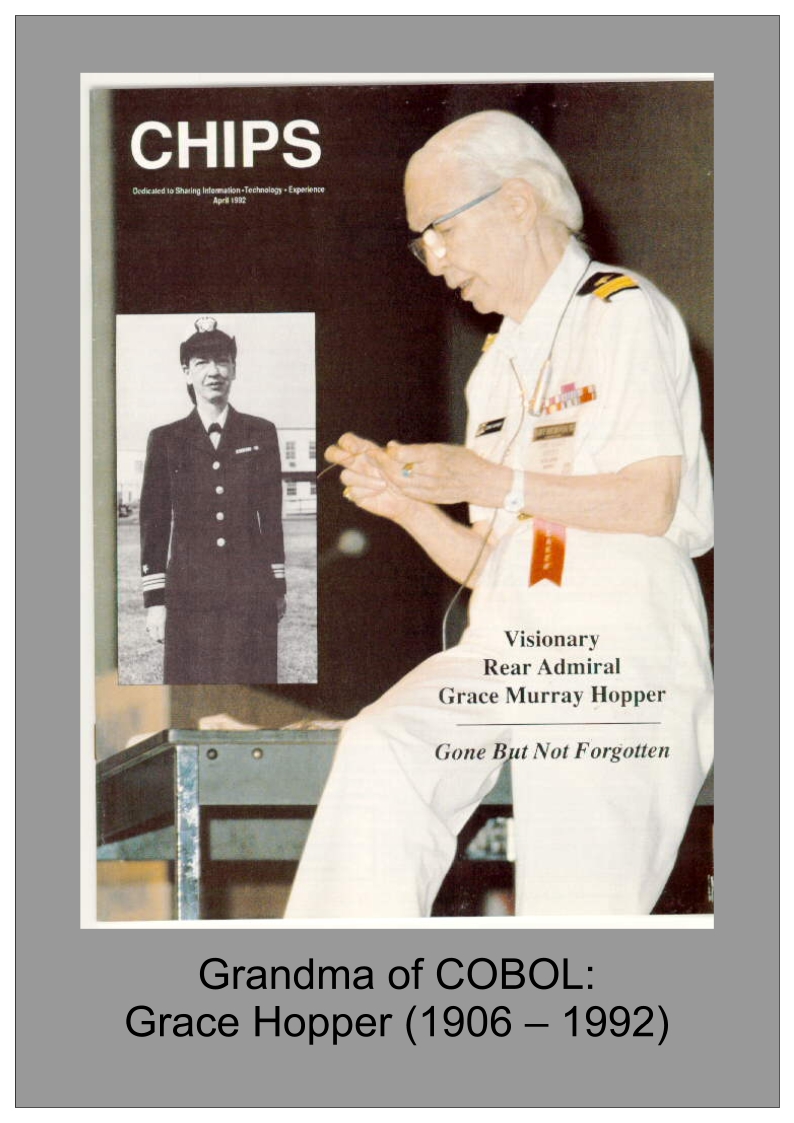 CHIPS
Dedicated to Sharing Information • Technology • Experience
April 1992
Visionary
Rear Admiral
Grace Murray Hopper
Gone But Not Forgotten
Grandma of COBOL:
Grace Hopper (1906 – 1992)